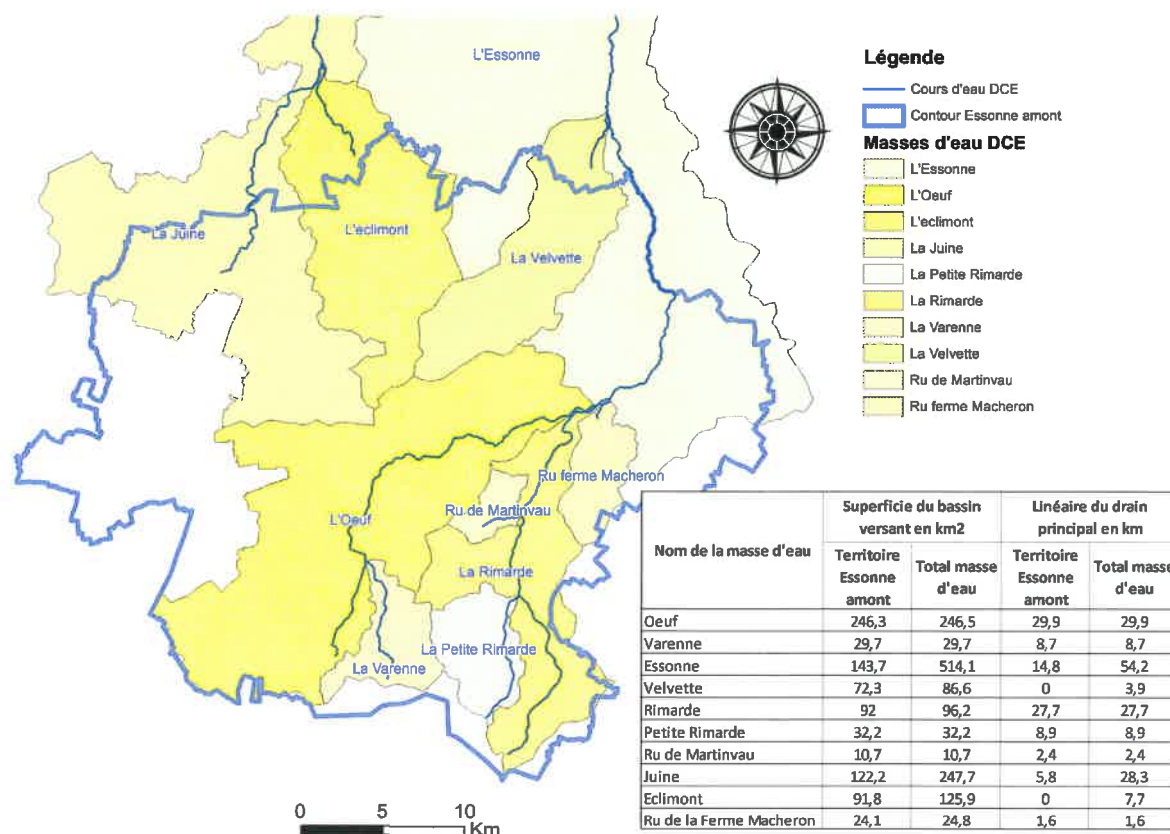 L'Essonne
La Juine
L'eclimont
La Velvette
Ru ferme Macheron
Ru de Martinvau
L'Oeuf
La Rimarde
La Petite Rimarde
La Varenne
0 5 10
Km
Légende
Cours d'eau DCE
Contour Essonne amont
Masses d'eau DCE
L'Essonne
L'Oeuf
L'eclimont
La Juine
La Petite Rimarde
La Rimarde
La Varenne
La Velvette
Ru de Martinvau
Ru ferme Macheron
Nom de la masse d'eau
Superficie du bassin
versant en km2
Linéaire du drain
principal en km
Territoire
Essonne
amont
Total masse
d'eau
Territoire
Essonne
amont
Total masse
d'eau
Oeuf 246,3 246,5 29,9 29,9
Varenne 29,7 29,7 8,7 8,7
Essonne 143,7 514,1 14,8 54,2
Velvette 72,3 86,6 0 3,9
Rimarde 92 96,2 27,7 27,7
Petite Rimarde 32,2 32,2 8,9 8,9
Ru de Martinvau 10,7 10,7 2,4 2,4
Juine 122,2 247,7 5,8 28,3
Eclimont 91,8 125,9 0 7,7
Ru de la Ferme Macheron 24,1 24,8 1,6 1,6